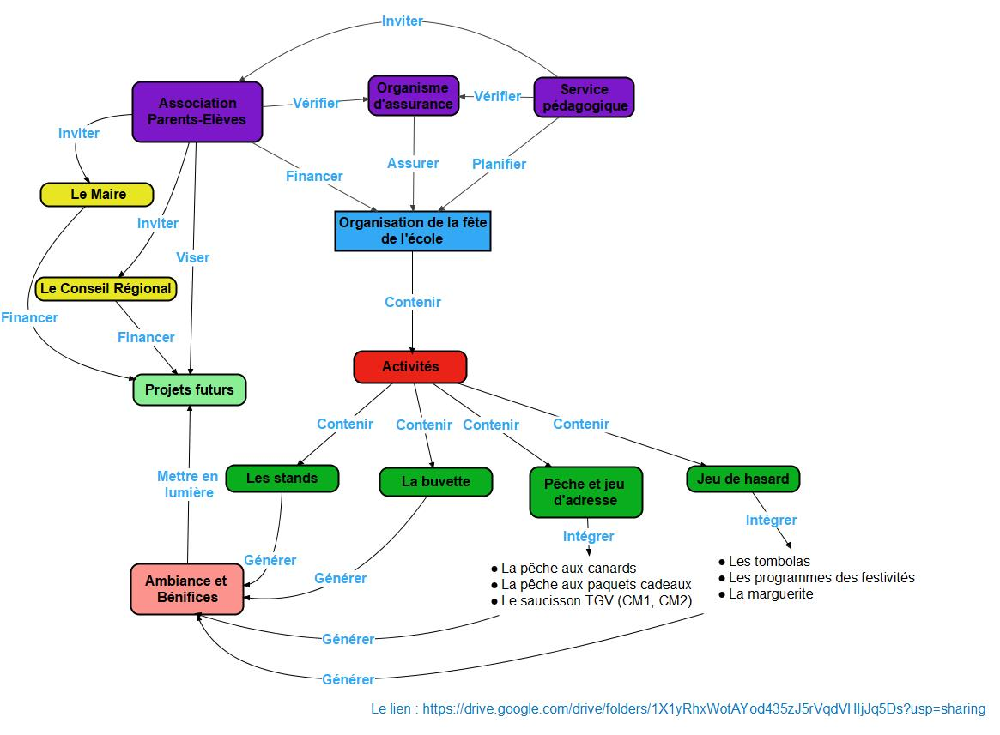 Inviter
Association
Parents-Elèves
Vérifier
Organisme
d'assurance
Vérifier
Service
pédagogique
Inviter
Financer
Assurer
Planifier
Le Maire
Inviter
Organisation de la fête
de l'école
Viser
Le Conseil Régional
Contenir
Financer
Financer
Activités
Projets futurs
Contenir
Contenir
Contenir
Contenir
Mettre en
lumière
Les stands
La buvette
Pêche et jeu
d'adresse
Jeu de hasard
Intégrer
Intégrer
Générer
Générer
Ambiance et
Bénifices
● La pêche aux canards
● La pêche aux paquets cadeaux
● Le saucisson TGV (CM1, CM2)
● Les tombolas
● Les programmes des festivités
● La marguerite
Générer
Générer
Le lien : https://drive.google.com/drive/folders/1X1yRhxWotAYod435zJ5rVqdVHIjJq5Ds?usp=sharing